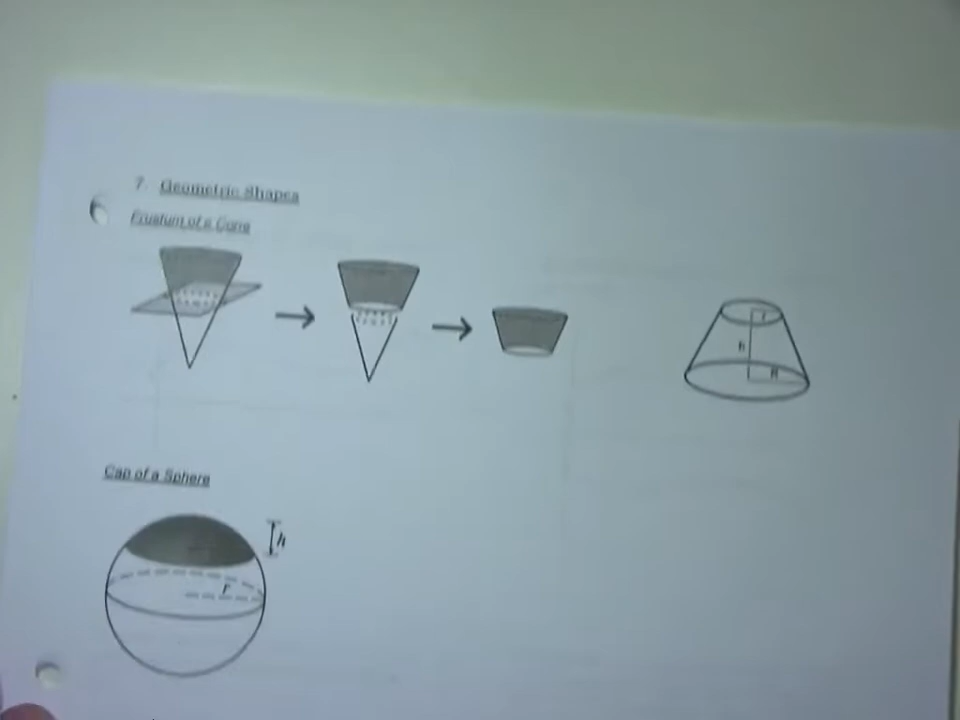 7. Geometric Shapes
Frustum of a Cone
r
h
R
Cap of a Sphere
h
r